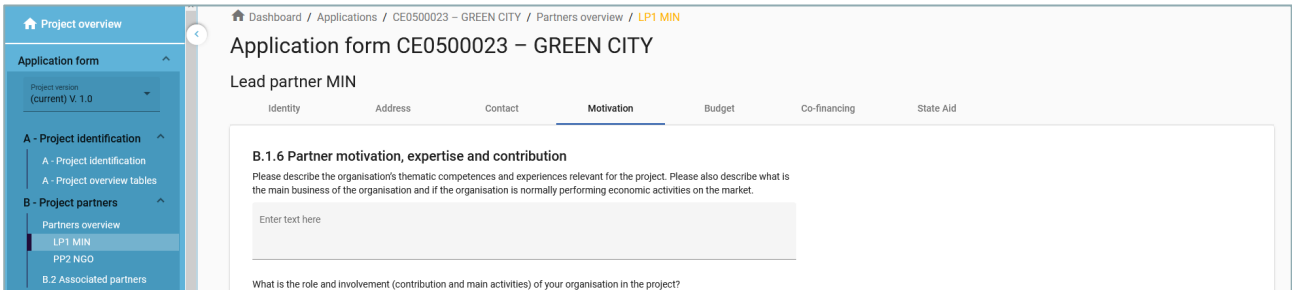 Project overview
Application form
Project version
(current) V. 1.0
A - Project identification
A - Project identification
A - Project overview tables
B - Project partners
Partners overview
LP1 MIN
PP2 NGO
B.2 Associated partners
Dashboard / Applications / CE0500023 – GREEN CITY / Partners overview / LP1 MIN
Application form CE0500023 – GREEN CITY
Lead partner MIN
Identity Address Contact Motivation Budget Co-financing State Aid
B.1.6 Partner motivation, expertise and contribution
Please describe the organisation's thematic competences and experiences relevant for the project. Please also describe what is
the main business of the organisation and if the organisation is normally performing economic activities on the market.
Enter text here
What is the role and involvement (contribution and main activities) of your organisation in the project?